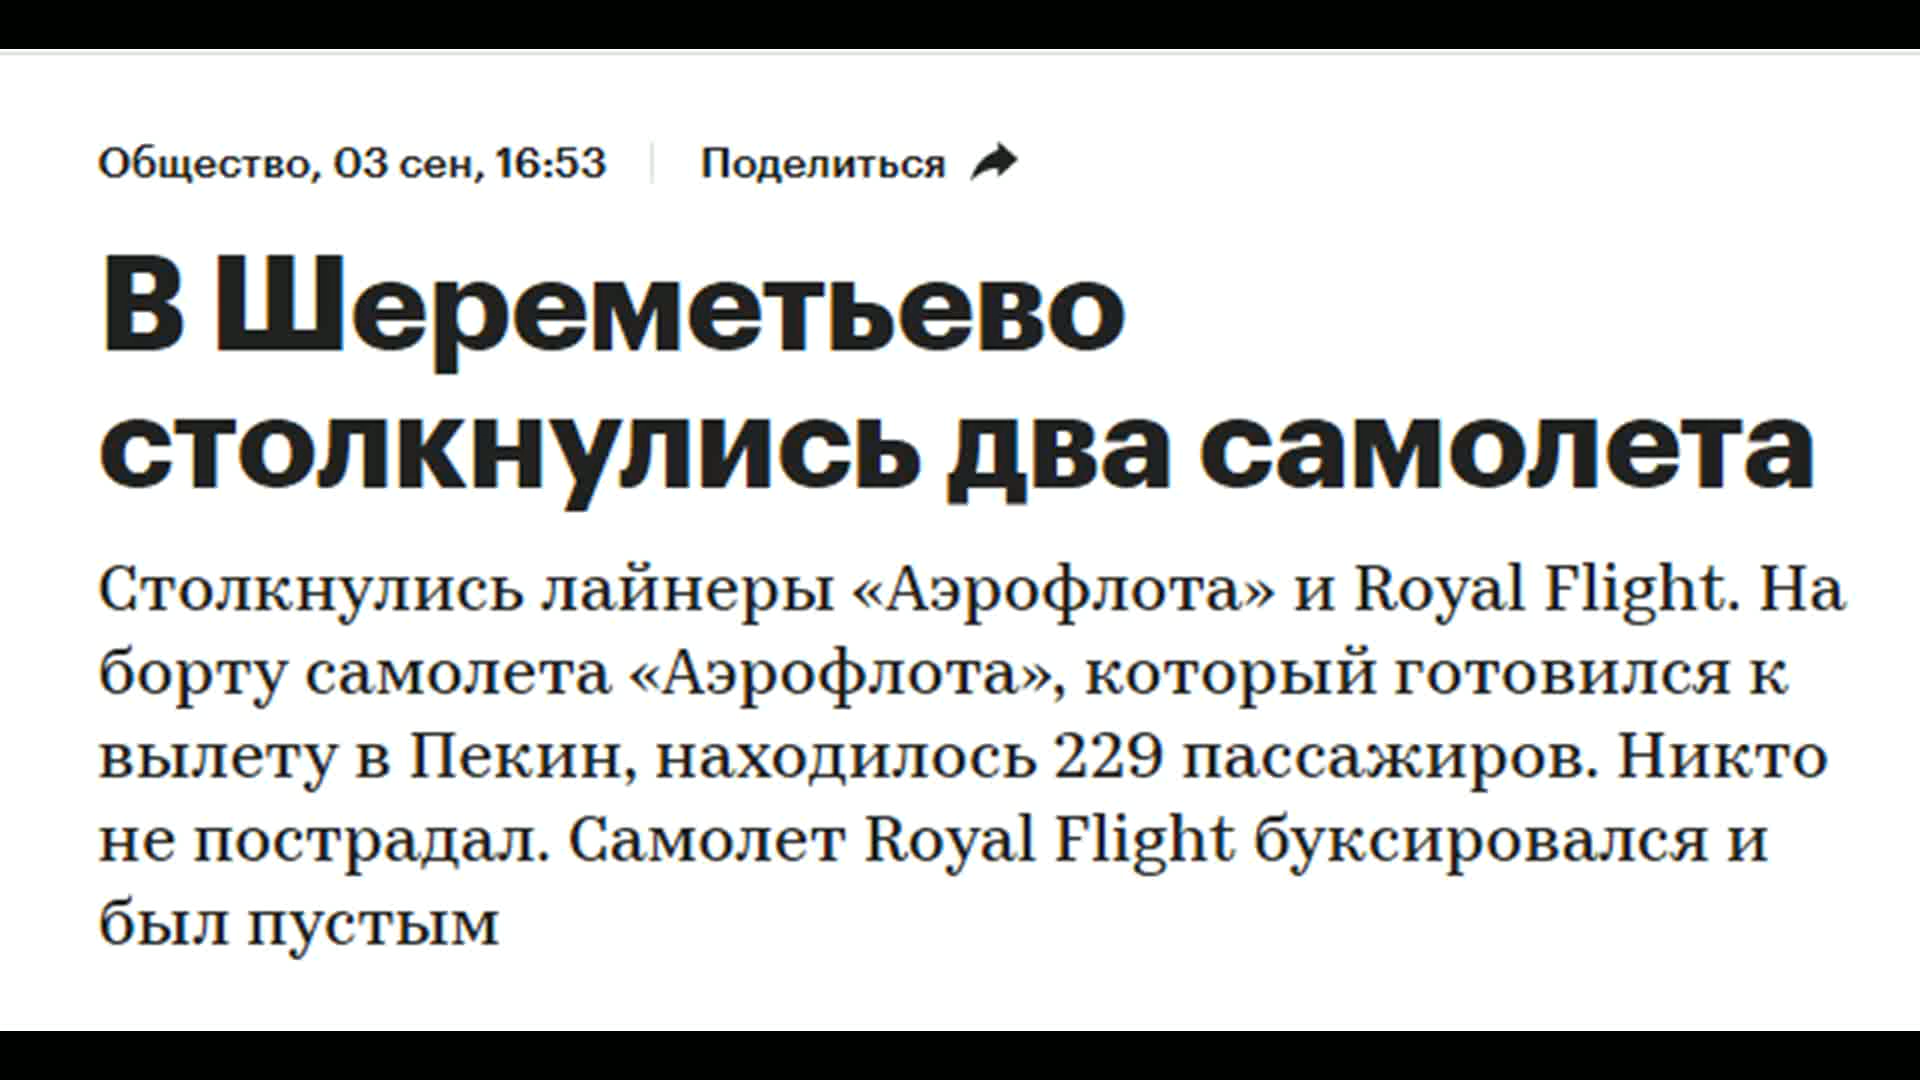 Общество, 03 сен, 16:53 Поделиться
В Шереметьево
столкнулись два самолета
Столкнулись лайнеры «Аэрофлота» и Royal Flight. На
борту самолета «Аэрофлота», который готовился к
вылету в Пекин, находилось 229 пассажиров. Никто
не пострадал. Самолет Royal Flight буксировался и
был пустым